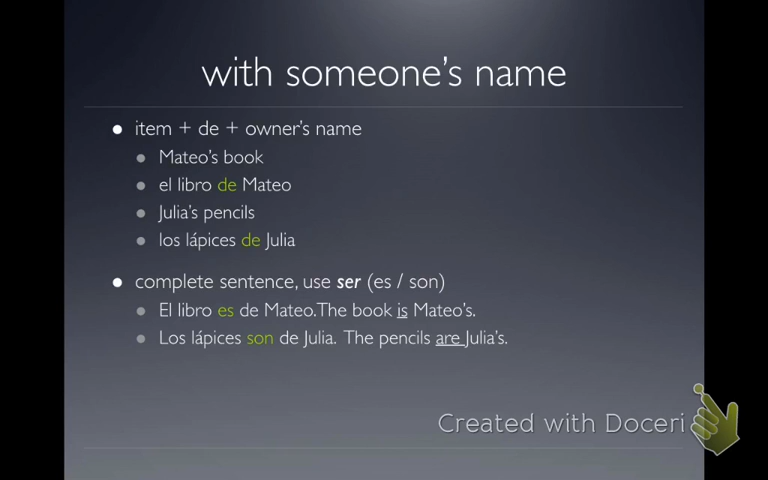 with someone's name
item + de + owner's name
Mateo's book
el libro de Mateo
Julia's pencils
los lápices de Julia
complete sentence, use ser (es / son)
El libro es de Mateo.The book is Mateo's.
Los lápices son de Julia. The pencils are Julia's.
Created with Doceri